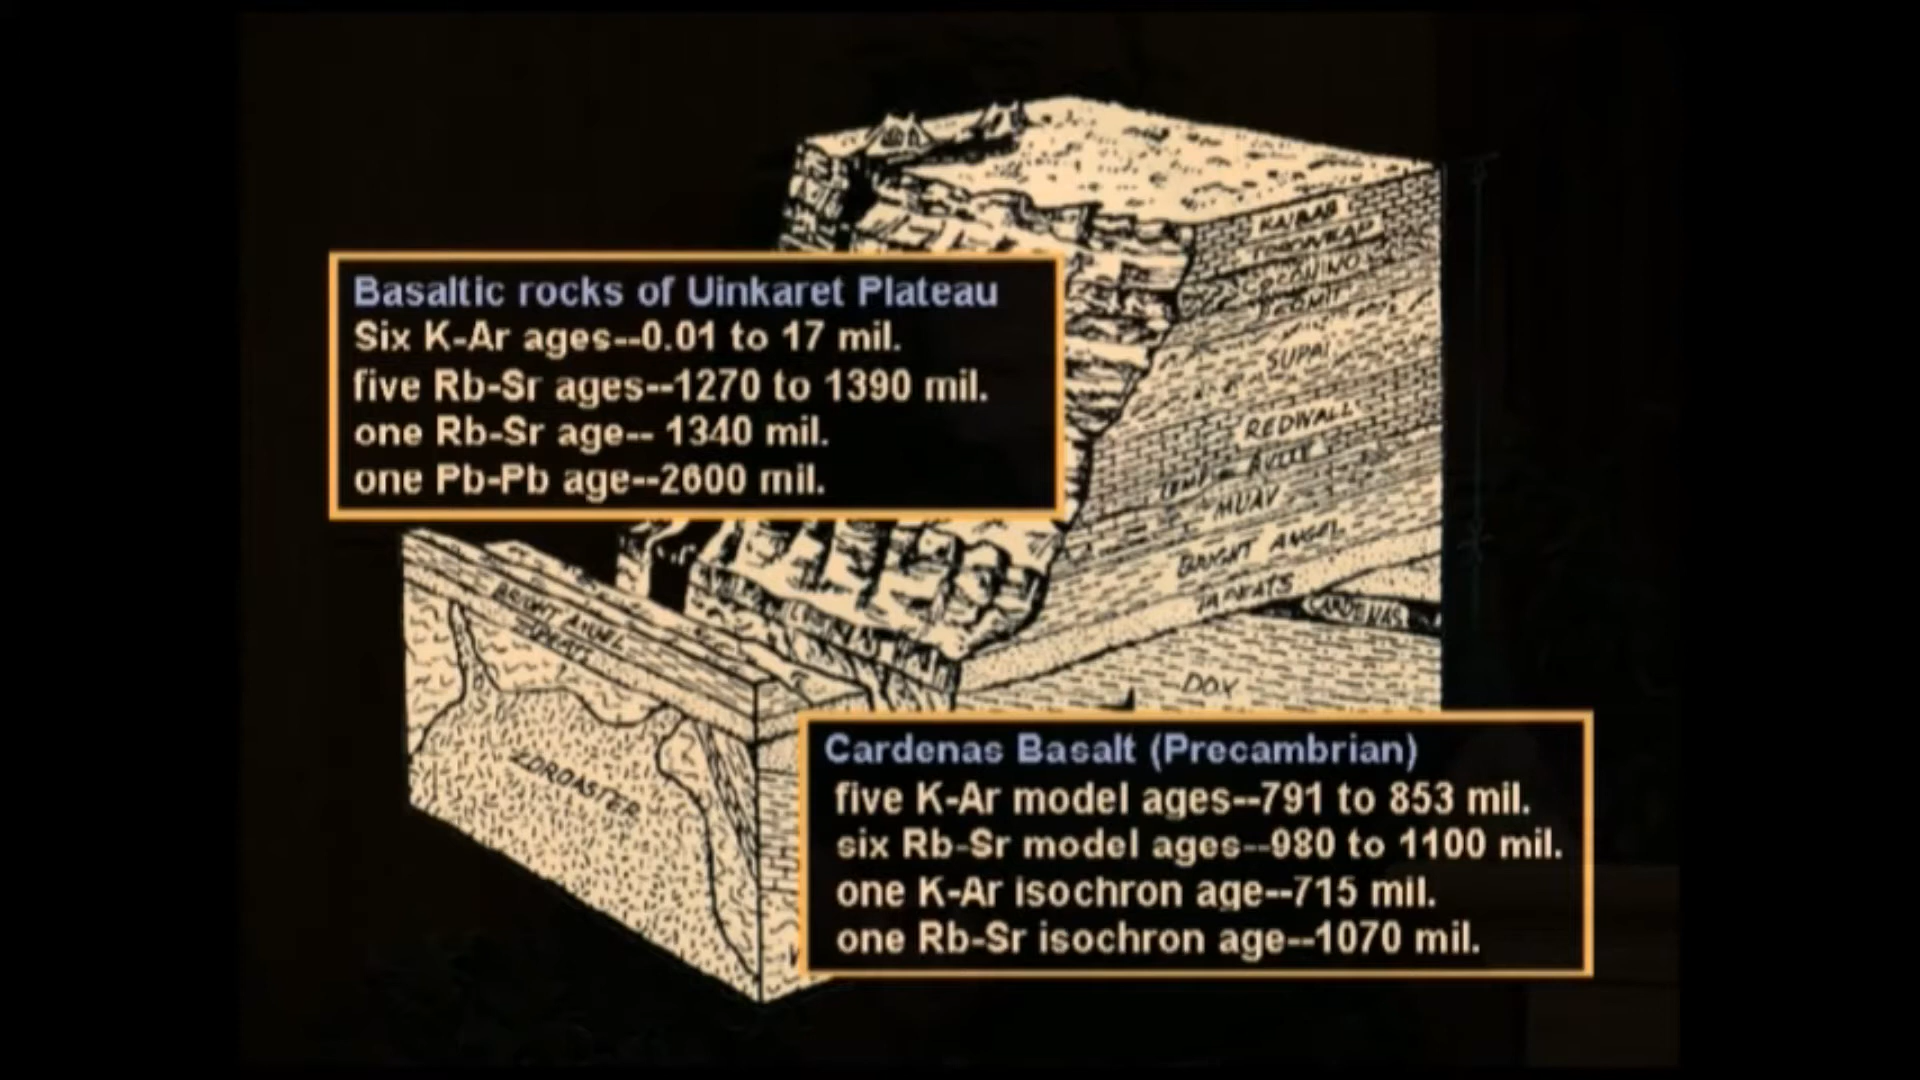 Basaltic rocks of Uinkaret Plateau
Six K-Ar ages--0.01 to 17 mil.
five Rb-Sr ages--1270 to 1390 mil.
one Rb-Sr age-- 1340 mil.
one Pb-Pb age--2600 mil.
KAIBAB
COCONINO
SUPAI
REDWALL
MUAV
BRIGHT ANGEL
TAPEATS
CARDENAS
DOX
BRIGHT ANGEL
ZOROASTER
Cardenas Basalt (Precambrian)
five K-Ar model ages--791 to 853 mil.
six Rb-Sr model ages--980 to 1100 mil.
one K-Ar isochron age--715 mil.
one Rb-Sr isochron age--1070 mil.